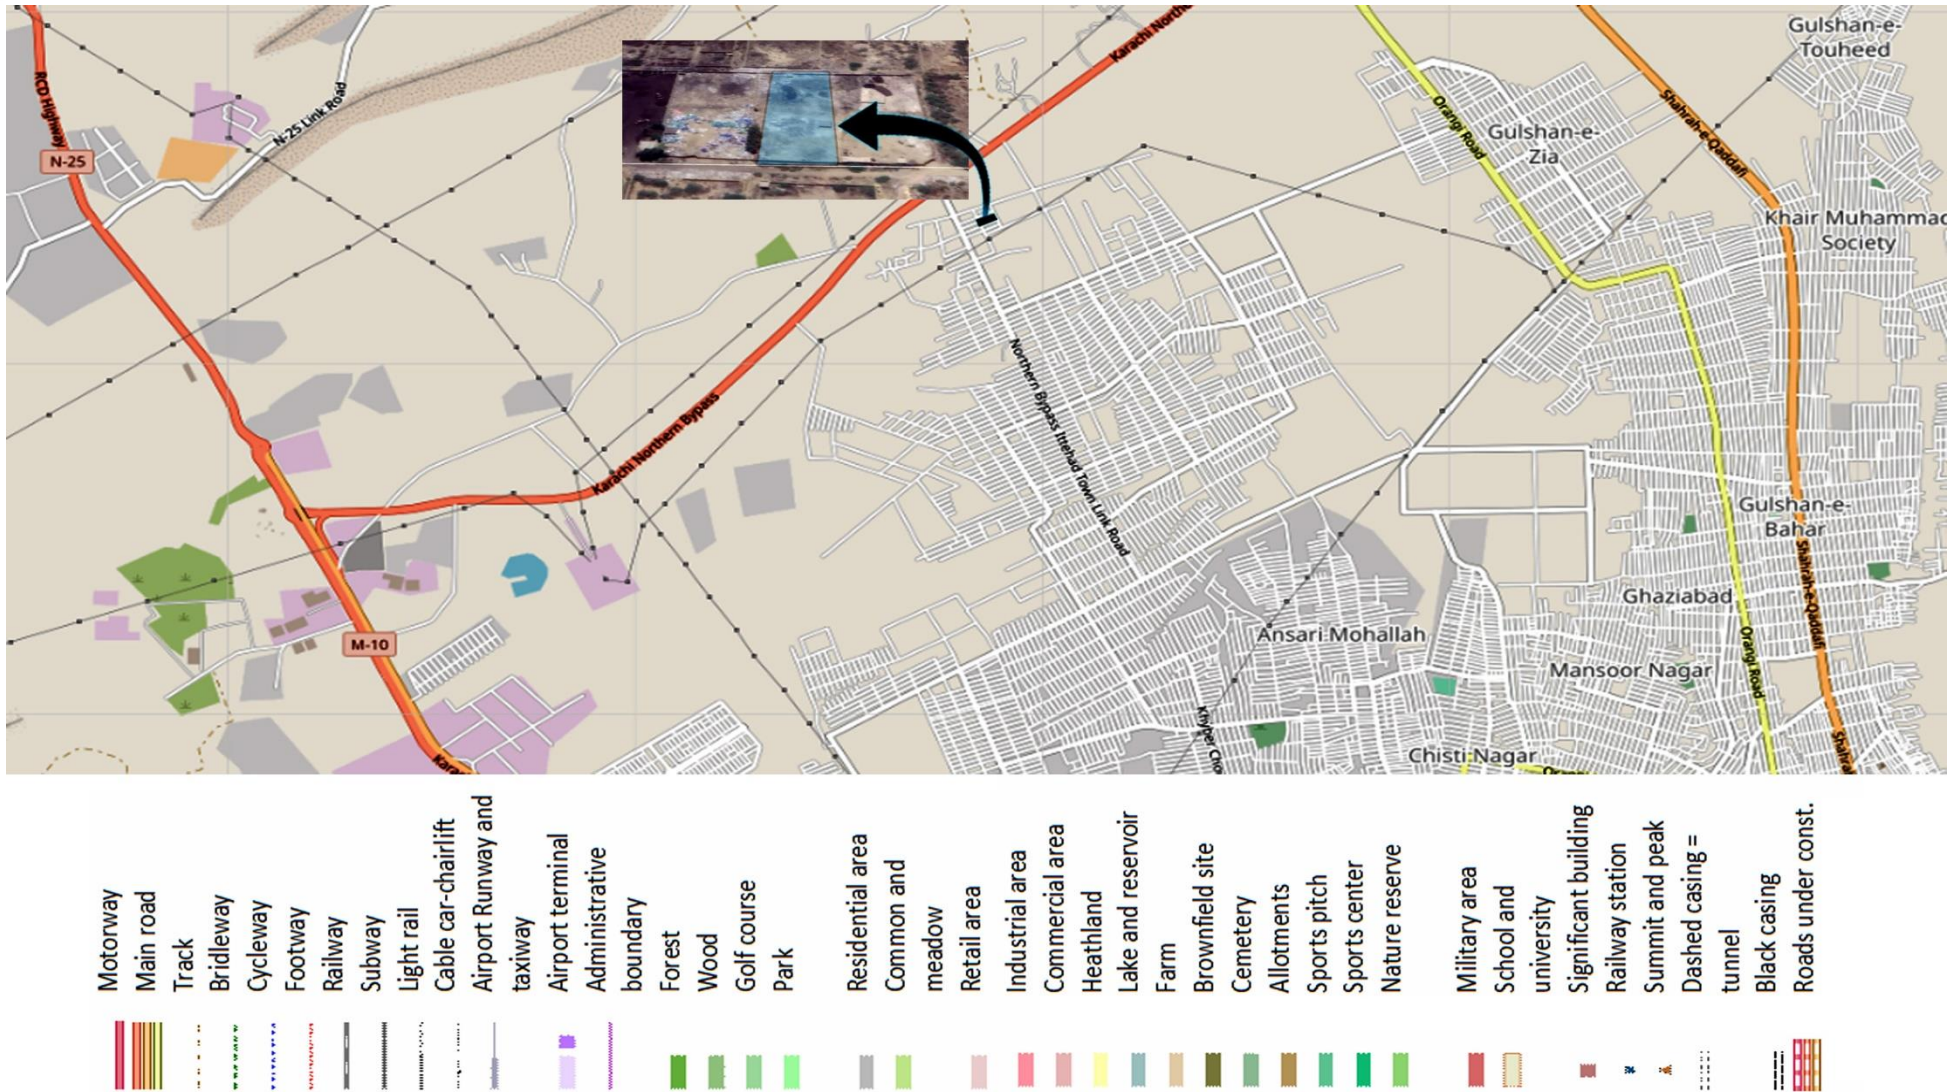 Karachi North
Gulshan-e-
Touheed
RCD Highway
N-25 Link Road
N-25
Orangi Road
Gulshan-e-
Zia
Shahrah-e-Qaddafi
Khair Muhammad
Society
Northern Bypass Ittehad Town Link Road
Karachi Northern Bypass
Gulshan-e-
Bahar
Shahrah-e-Qaddafi
Ghaziabad
Ansari Mohallah
M-10
Mansoor Nagar
Orangi Road
Khyber Cho
Chisti Nagar
Shahra
Karac
Orang
Motorway
Main road
Track
Bridleway
Cycleway
Footway
Railway
Subway
Light rail
Cable car-chairlift
Airport Runway and
taxiway
Airport terminal
Administrative
boundary
Forest
Wood
Golf course
Park
Residential area
Common and
meadow
Retail area
Industrial area
Commercial area
Heathland
Lake and reservoir
Farm
Brownfield site
Cemetery
Allotments
Sports pitch
Sports center
Nature reserve
Military area
School and
university
Significant building
Railway station
Summit and peak
Dashed casing =
tunnel
Black casing
Roads under const.